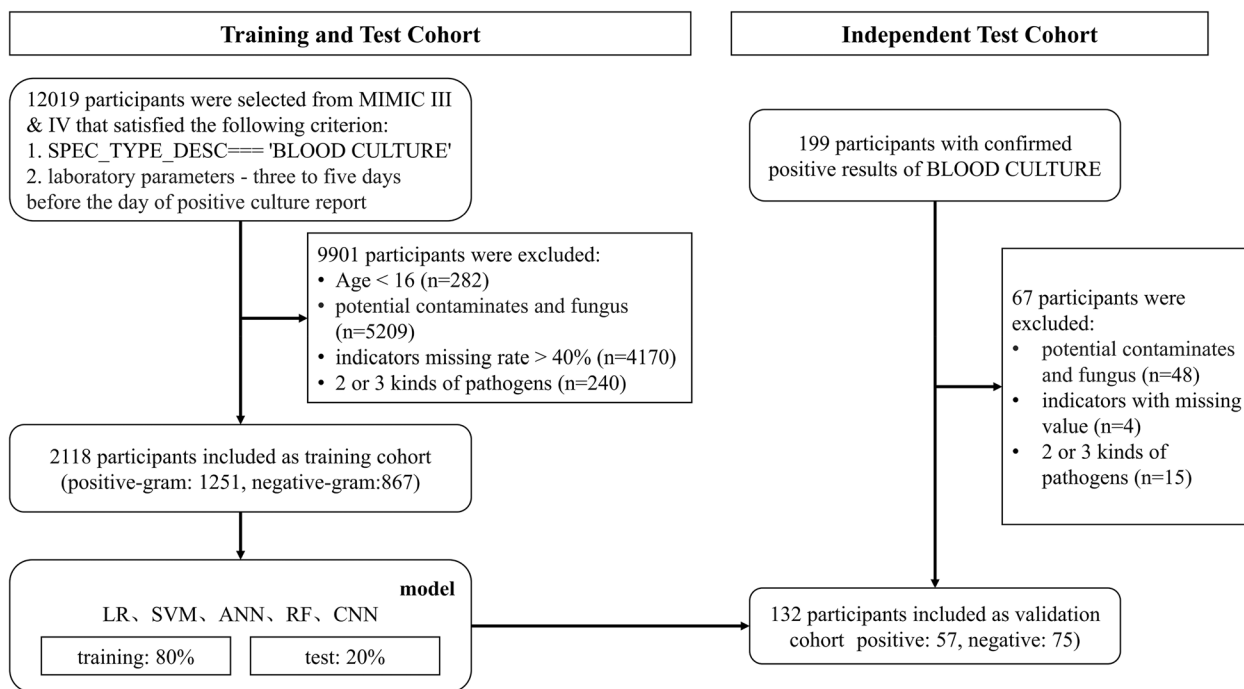 Training and Test Cohort
Independent Test Cohort
12019 participants were selected from MIMIC III
& IV that satisfied the following criterion:
1. SPEC_TYPE_DESC=== 'BLOOD CULTURE'
2. laboratory parameters - three to five days
before the day of positive culture report
199 participants with confirmed
positive results of BLOOD CULTURE
9901 participants were excluded:
• Age < 16 (n=282)
• potential contaminates and fungus
(n=5209)
• indicators missing rate > 40% (n=4170)
• 2 or 3 kinds of pathogens (n=240)
67 participants were
excluded:
• potential contaminates
and fungus (n=48)
• indicators with missing
value (n=4)
• 2 or 3 kinds of
pathogens (n=15)
2118 participants included as training cohort
(positive-gram: 1251, negative-gram:867)
model
LR、SVM、ANN、RF、CNN
training: 80%
test: 20%
132 participants included as validation
cohort positive: 57, negative: 75)